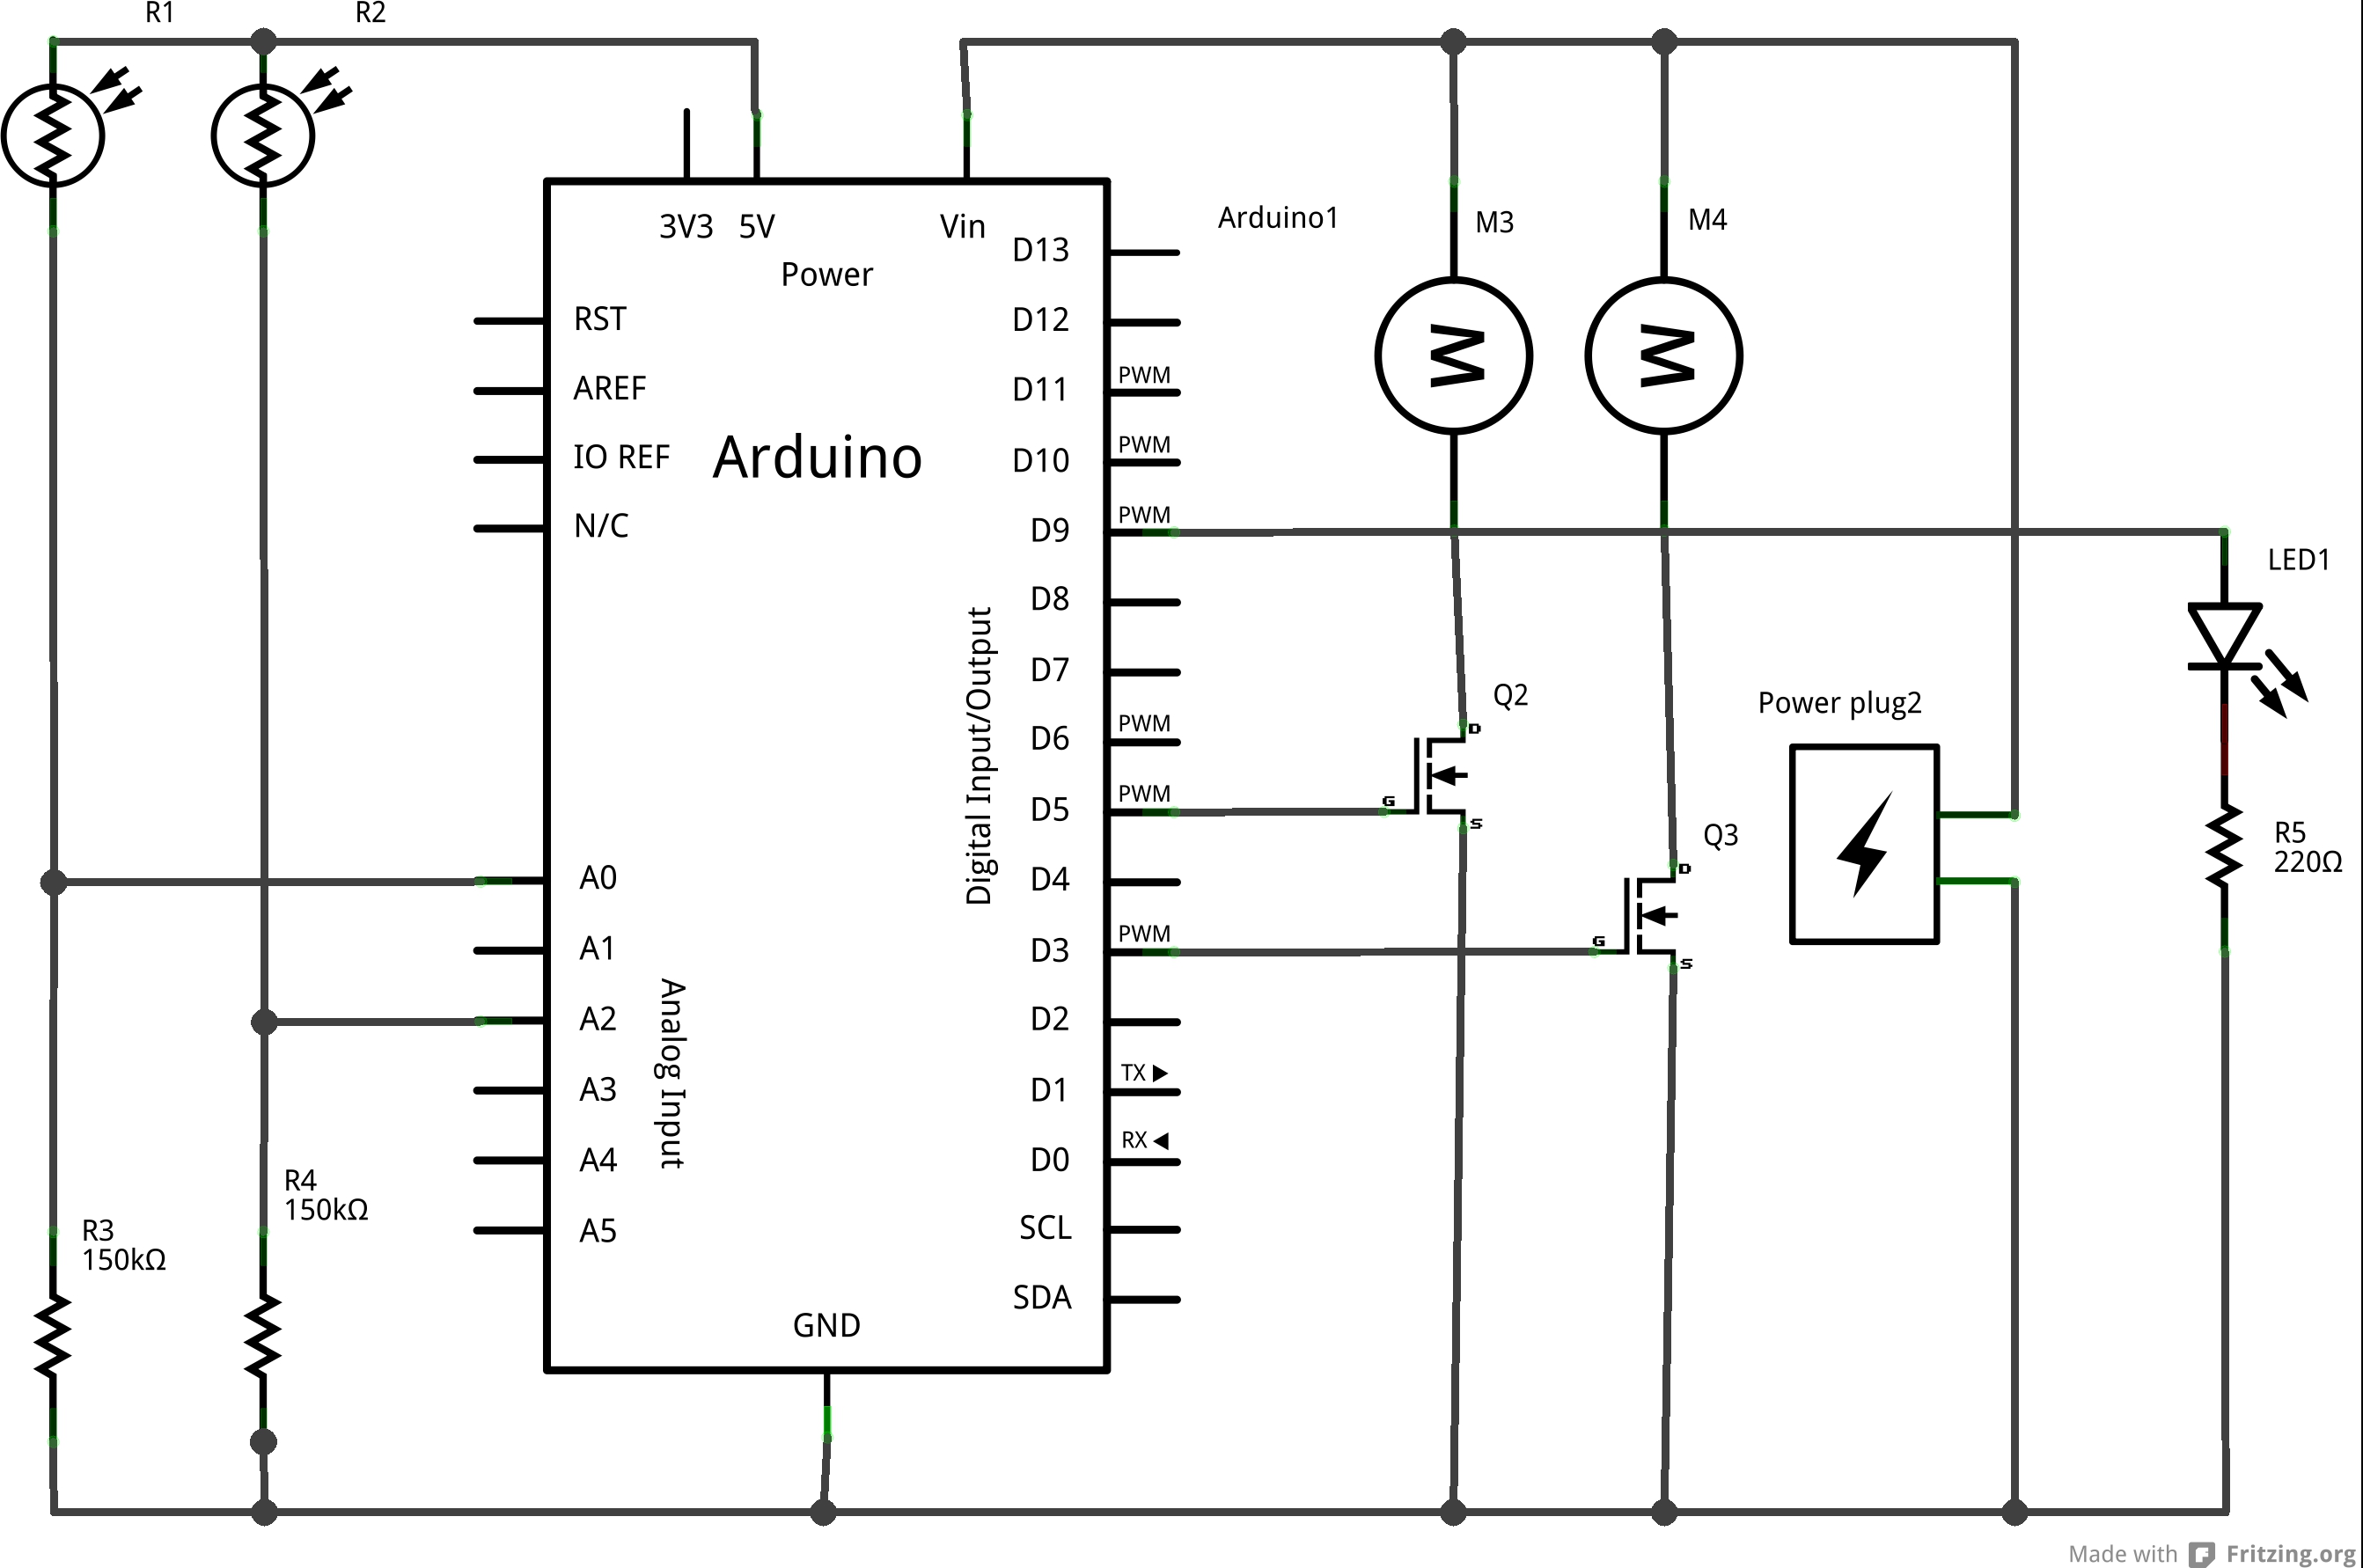 R1
R2
3V3
5V
Vin
Power
Arduino1
M3
M4
M
M
RST
AREF
IO REF
N/C
Arduino
D13
D12
PWM
D11
PWM
D10
PWM
D9
D8
D7
PWM
D6
PWM
D5
D4
PWM
D3
D2
TX
D1
RX
D0
SCL
SDA
Digital Input/Output
A0
A1
A2
A3
A4
A5
Analog Input
GND
R3
150kΩ
R4
150kΩ
Q2
D
G
S
Q3
D
G
S
Power plug2
LED1
R5
220Ω
Made with Fritzing.org